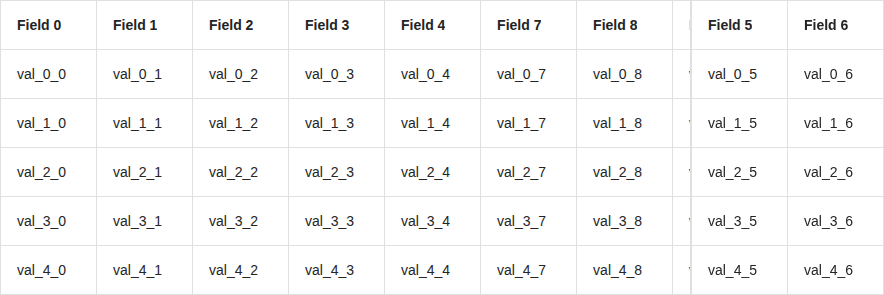 Field 0 Field 1 Field 2 Field 3 Field 4 Field 7 Field 8 Field 5 Field 6
val_0_0 val_0_1 val_0_2 val_0_3 val_0_4 val_0_7 val_0_8 val_0_5 val_0_6
val_1_0 val_1_1 val_1_2 val_1_3 val_1_4 val_1_7 val_1_8 val_1_5 val_1_6
val_2_0 val_2_1 val_2_2 val_2_3 val_2_4 val_2_7 val_2_8 val_2_5 val_2_6
val_3_0 val_3_1 val_3_2 val_3_3 val_3_4 val_3_7 val_3_8 val_3_5 val_3_6
val_4_0 val_4_1 val_4_2 val_4_3 val_4_4 val_4_7 val_4_8 val_4_5 val_4_6